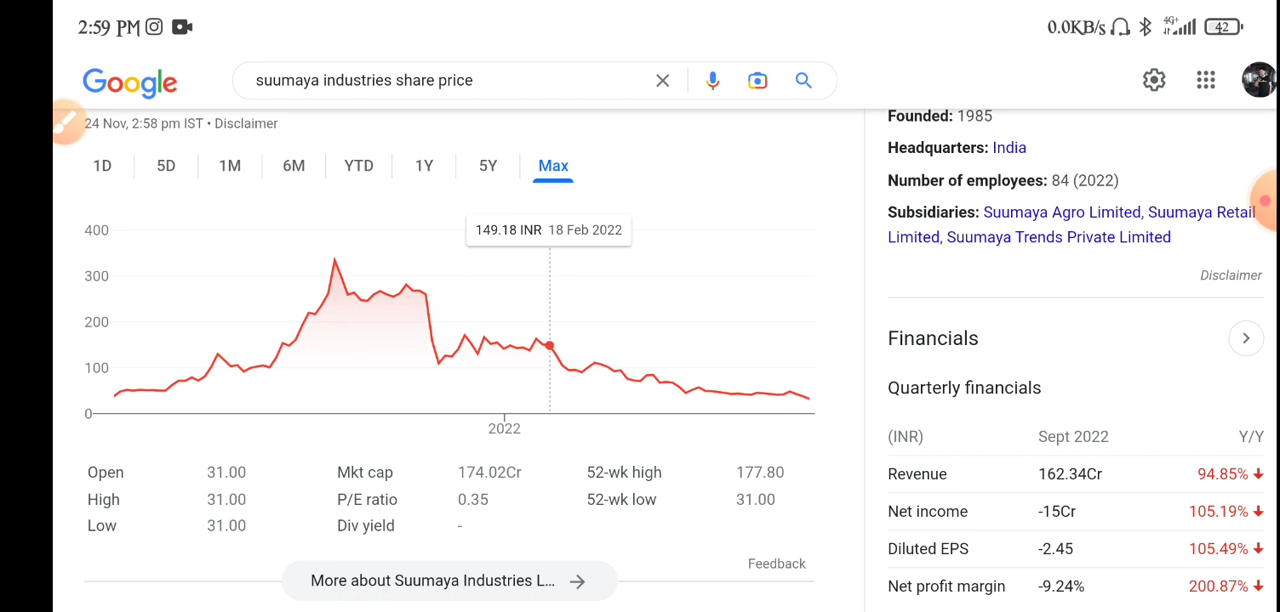 2:59 PM
0.0KB/s 4G+ 42
Google
suumaya industries share price
24 Nov, 2:58 pm IST • Disclaimer
1D 5D 1M 6M YTD 1Y 5Y Max
149.18 INR 18 Feb 2022
400
300
200
100
0
2022
Open 31.00 Mkt cap 174.02Cr 52-wk high 177.80
High 31.00 P/E ratio 0.35 52-wk low 31.00
Low 31.00 Div yield -
Feedback
More about Suumaya Industries L...
Founded: 1985
Headquarters: India
Number of employees: 84 (2022)
Subsidiaries: Suumaya Agro Limited, Suumaya Retail
Limited, Suumaya Trends Private Limited
Disclaimer
Financials
Quarterly financials
(INR) Sept 2022 Y/Y
Revenue 162.34Cr 94.85%
Net income -15Cr 105.19%
Diluted EPS -2.45 105.49%
Net profit margin -9.24% 200.87%